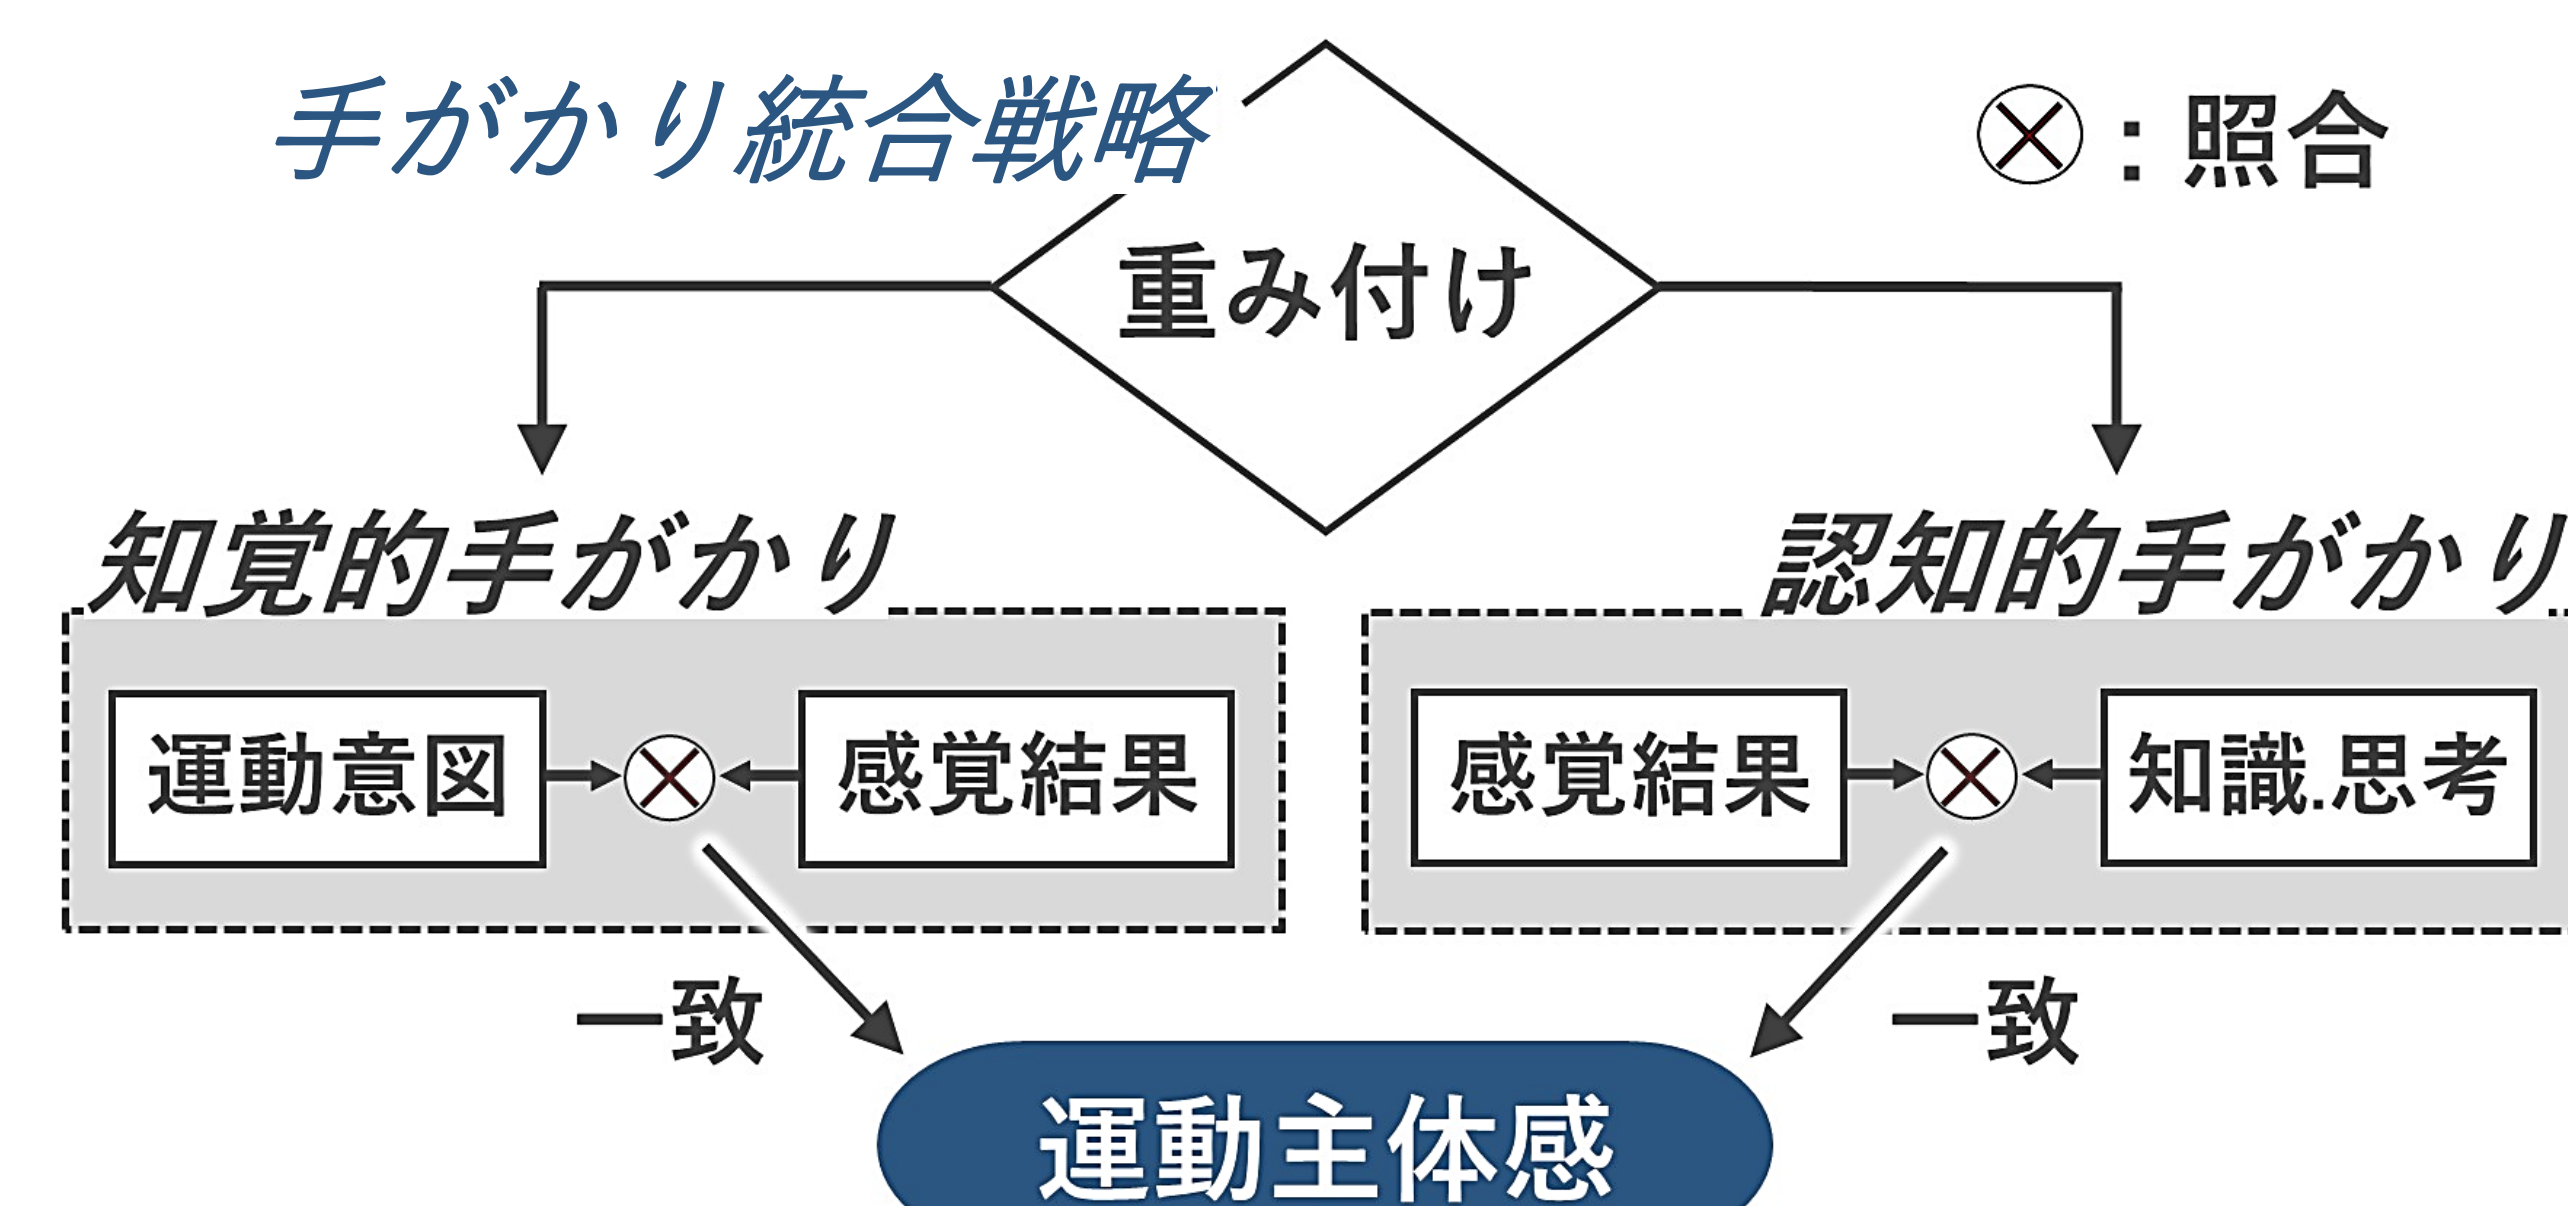 手がかり統合戦略
：照合
重み付け
知覚的手がかり
認知的手がかり
運動意図
感覚結果
感覚結果
知識.思考
一致
一致
運動主体感